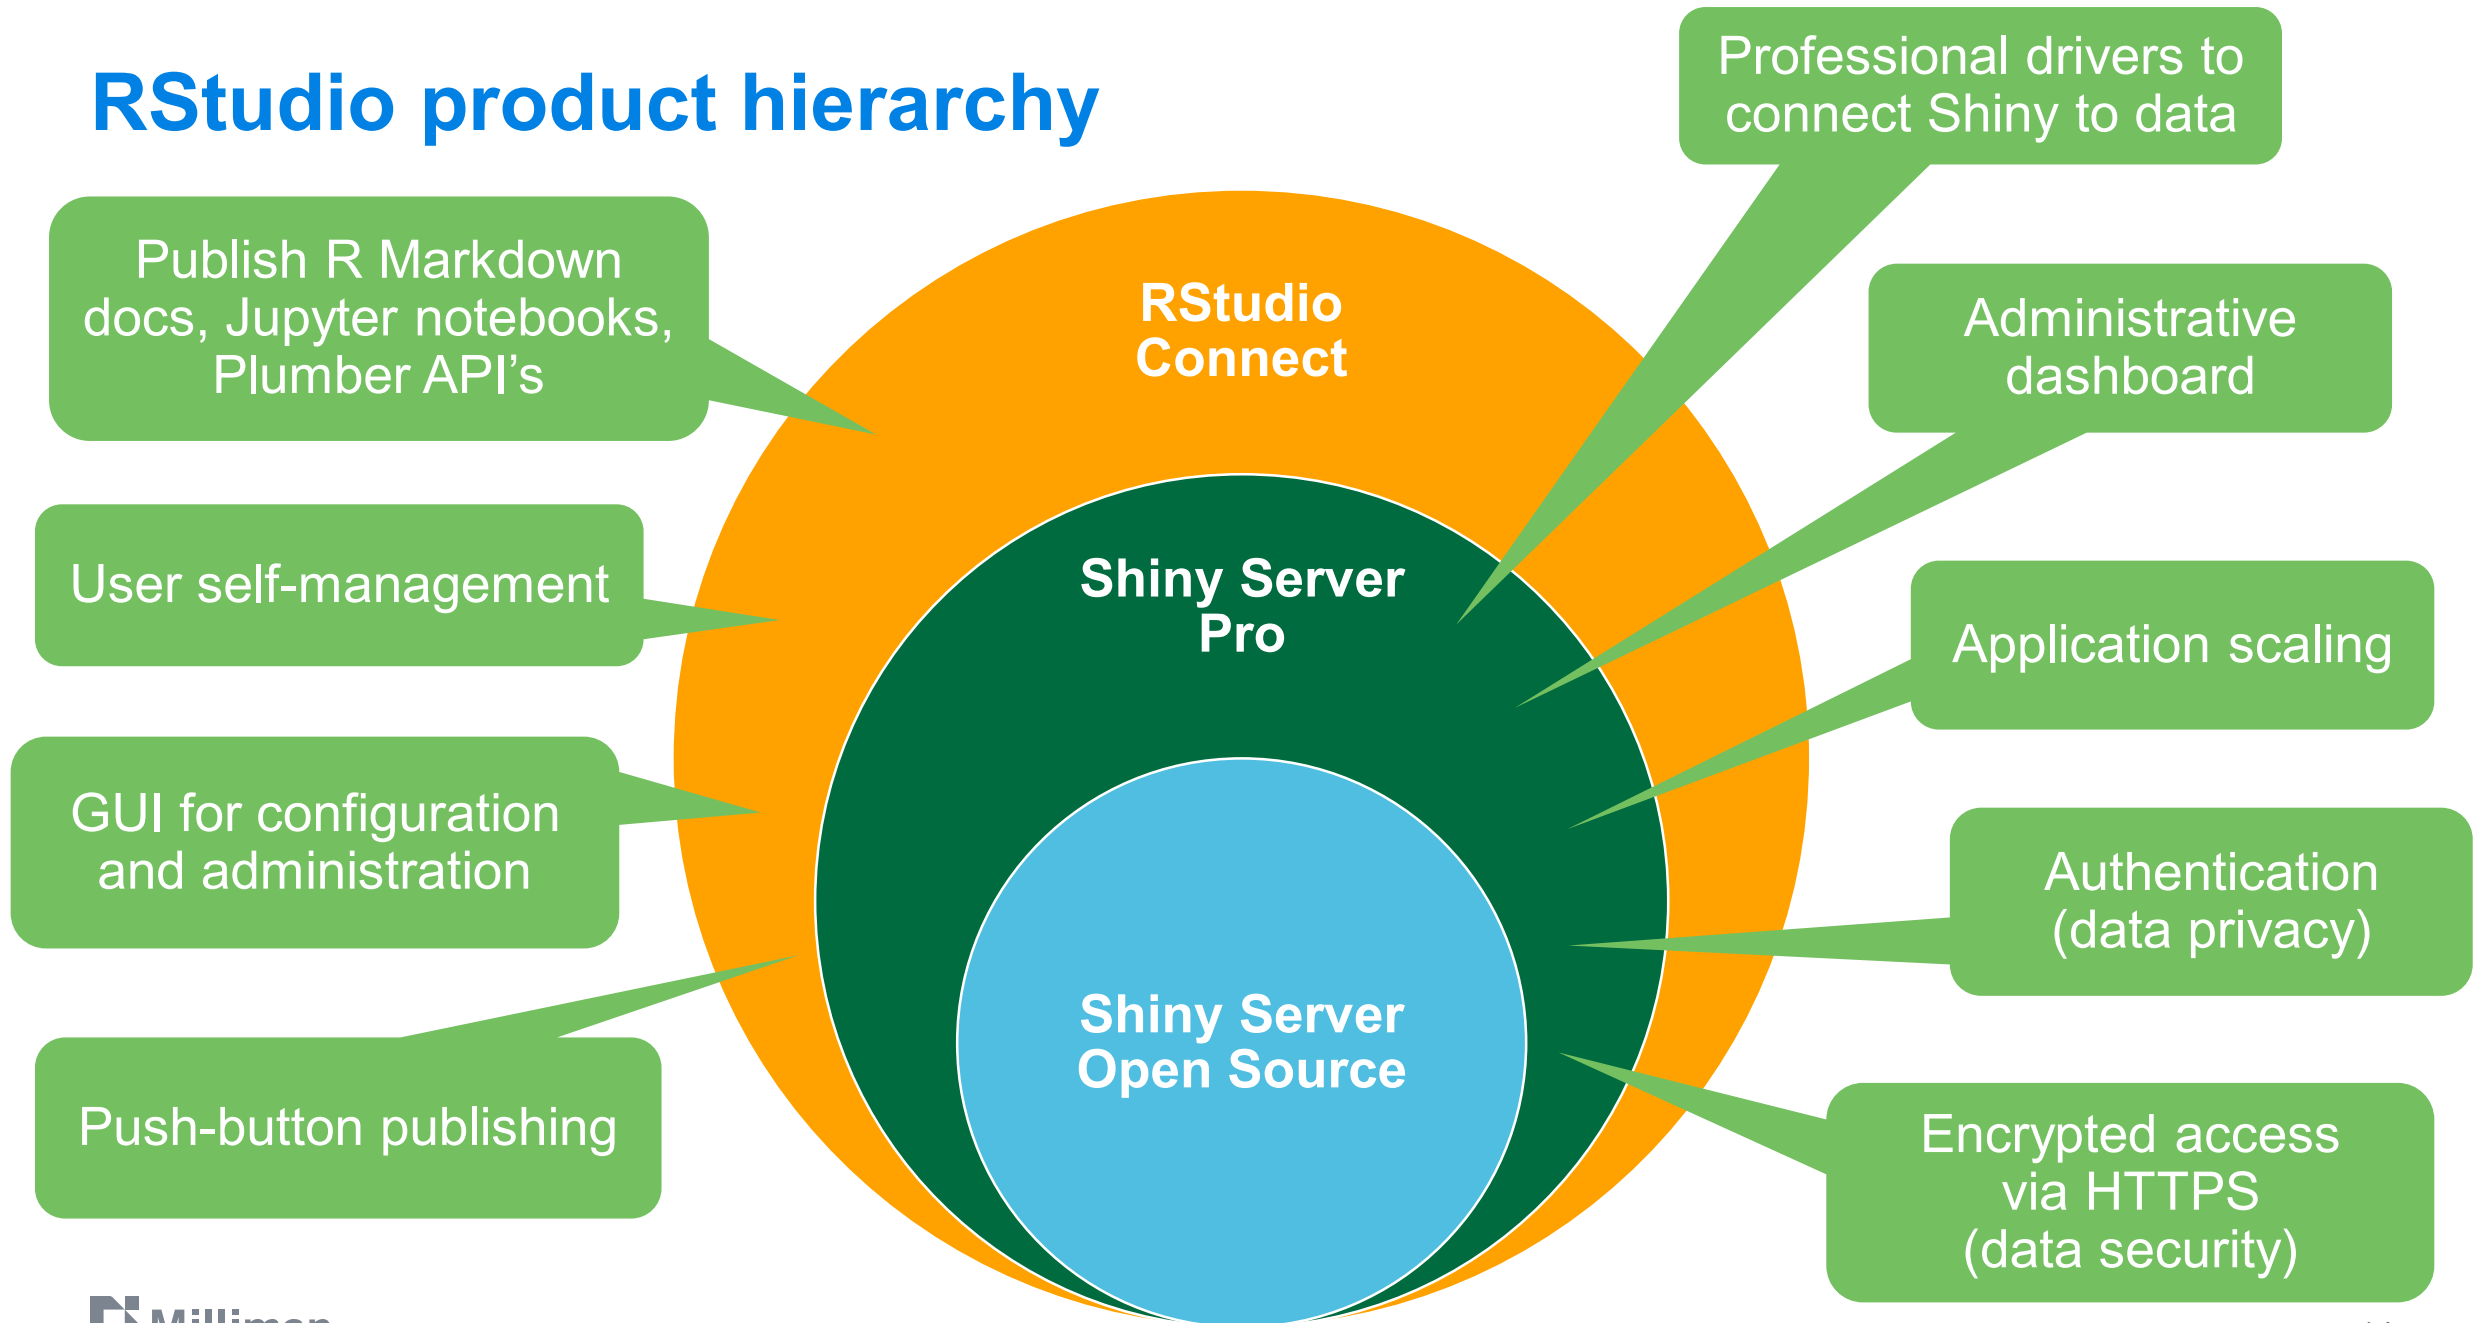 RStudio product hierarchy
Professional drivers to
connect Shiny to data
Publish R Markdown
docs, Jupyter notebooks,
Plumber API’s
RStudio
Connect
Administrative
dashboard
User self-management
Shiny Server
Pro
Application scaling
GUI for configuration
and administration
Authentication
(data privacy)
Shiny Server
Open Source
Push-button publishing
Encrypted access
via HTTPS
(data security)
Milliman